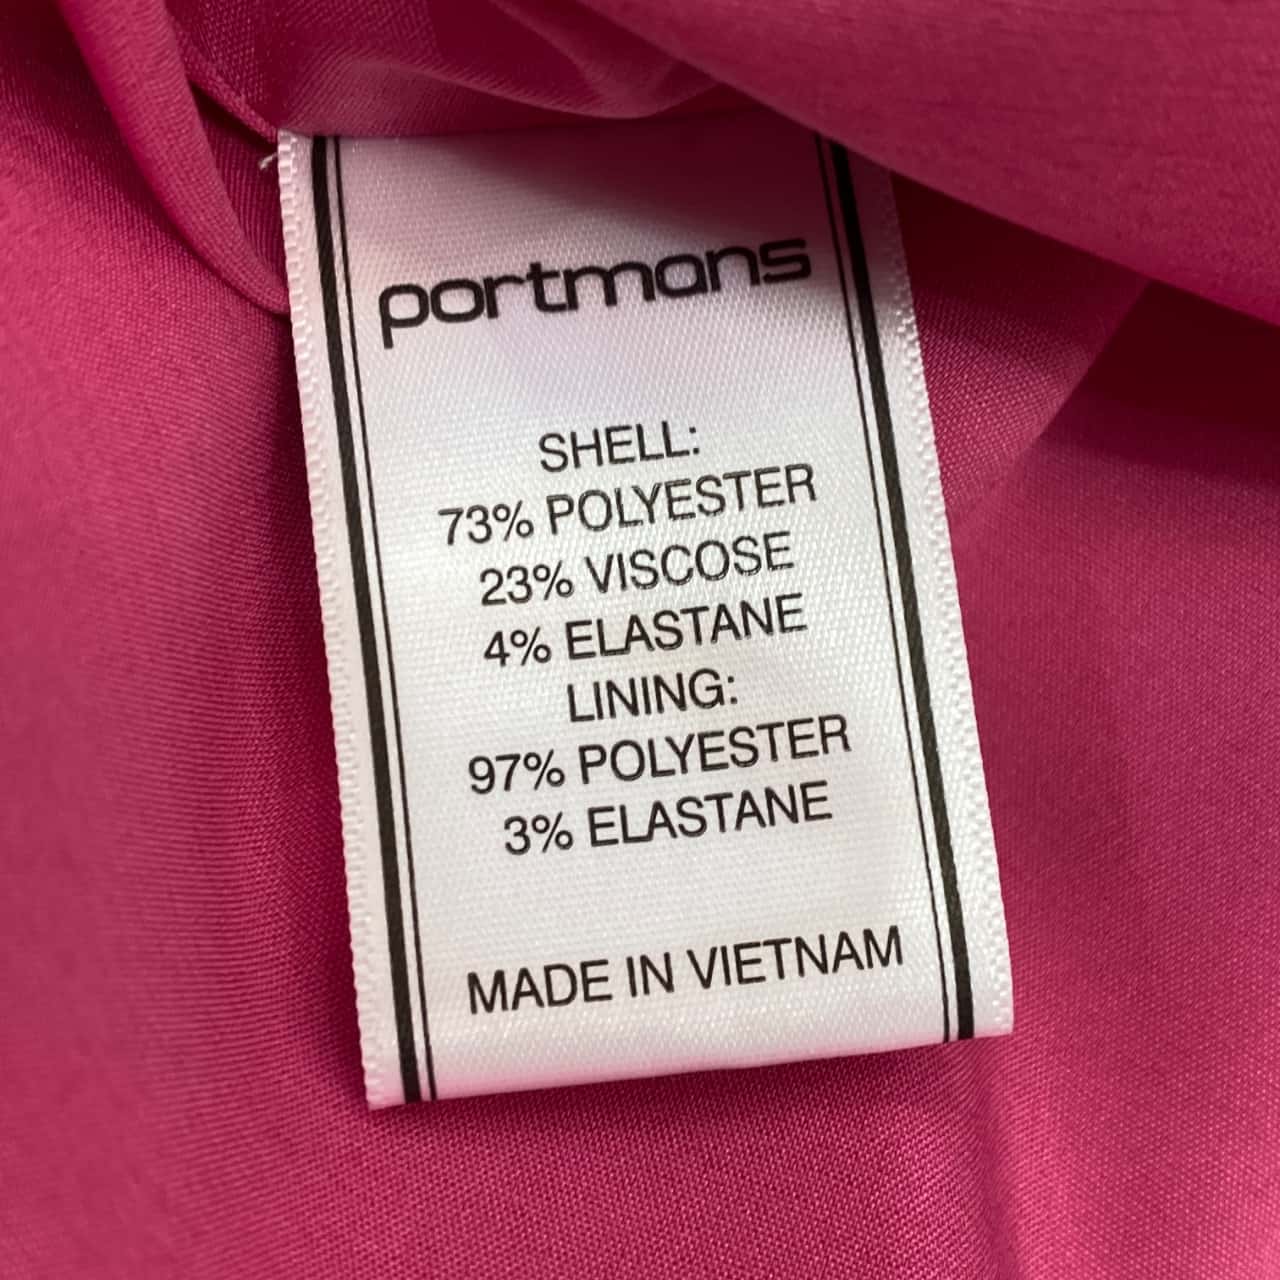 portmans
SHELL:
73% POLYESTER
23% VISCOSE
4% ELASTANE
LINING:
97% POLYESTER
3% ELASTANE
MADE IN VIETNAM